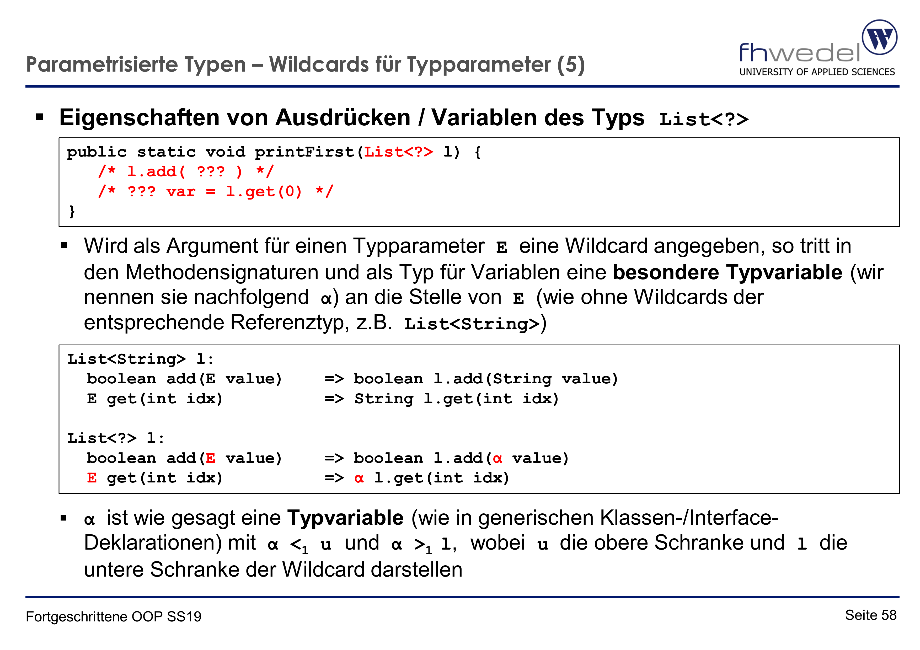 Parametrisierte Typen – Wildcards für Typparameter (5)
fhwedel W
UNIVERSITY OF APPLIED SCIENCES
▪ Eigenschaften von Ausdrücken / Variablen des Typs List<?>
public static void printFirst(List<?> l) {
/* l.add( ??? ) */
/* ??? var = l.get(0) */
}
▪ Wird als Argument für einen Typparameter E eine Wildcard angegeben, so tritt in
den Methodensignaturen und als Typ für Variablen eine besondere Typvariable (wir
nennen sie nachfolgend α) an die Stelle von E (wie ohne Wildcards der
entsprechende Referenztyp, z.B. List<String>)
List<String> l:
boolean add(E value) => boolean l.add(String value)
E get(int idx) => String l.get(int idx)
List<?> l:
boolean add(E value) => boolean l.add(α value)
E get(int idx) => α l.get(int idx)
▪ α ist wie gesagt eine Typvariable (wie in generischen Klassen-/Interface-
Deklarationen) mit α <₁ u und α >₁ l, wobei u die obere Schranke und l die
untere Schranke der Wildcard darstellen
Fortgeschrittene OOP SS19
Seite 58